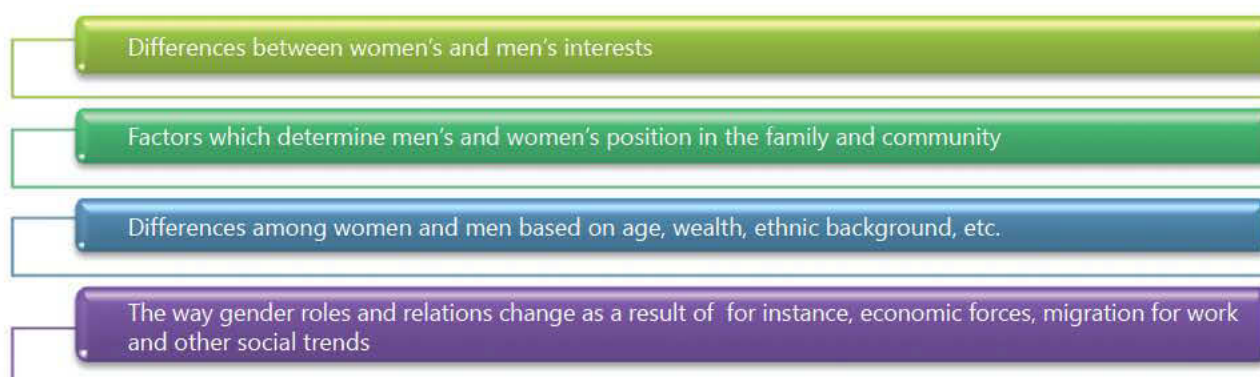 Differences between women’s and men’s interests
Factors which determine men’s and women’s position in the family and community
Differences among women and men based on age, wealth, ethnic background, etc.
The way gender roles and relations change as a result of  for instance, economic forces, migration for work
and other social trends